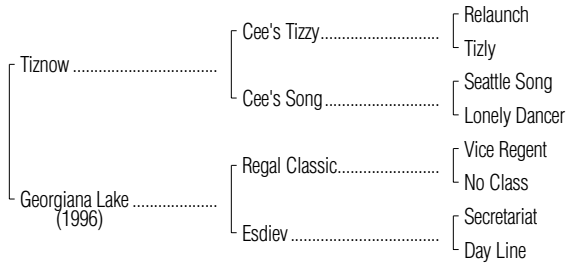 Relaunch
Cee's Tizzy
Tizly
Tiznow
Seattle Song
Cee's Song
Lonely Dancer
Vice Regent
Regal Classic
No Class
Georgiana Lake
(1996)
Secretariat
Esdiev
Day Line